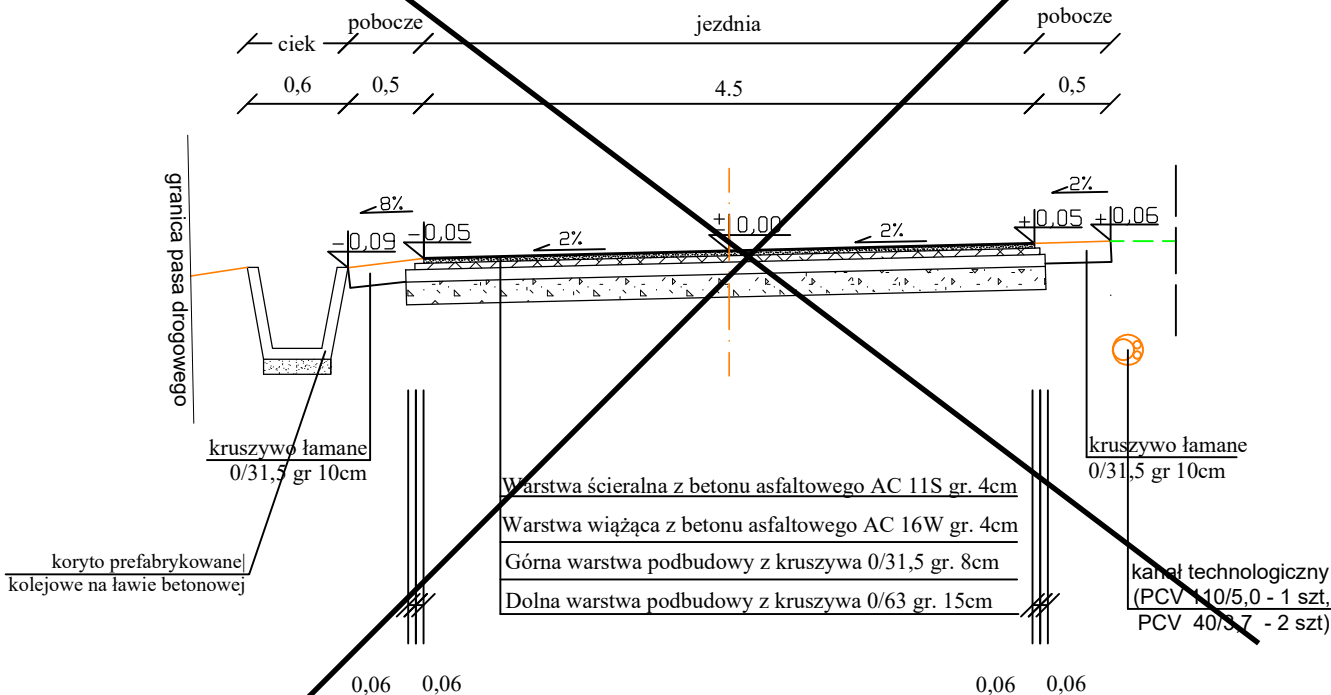 pobocze jezdnia pobocze
ciek
0,6 0,5 4.5 0,5
granica pasa drogowego
8% 2%
-0,09 -0,05 ±0,00 +0,05 +0,06
2% 2%
kruszywo łamane
0/31,5 gr 10cm
kruszywo łamane
0/31,5 gr 10cm
Warstwa ścieralna z betonu asfaltowego AC 11S gr. 4cm
Warstwa wiążąca z betonu asfaltowego AC 16W gr. 4cm
Górna warstwa podbudowy z kruszywa 0/31,5 gr. 8cm
Dolna warstwa podbudowy z kruszywa 0/63 gr. 15cm
koryto prefabrykowane
kolejowe na ławie betonowej
kanał technologiczny
(PCV 110/5,0 - 1 szt,
PCV 40/3,7 - 2 szt)
0,06 0,06 0,06 0,06